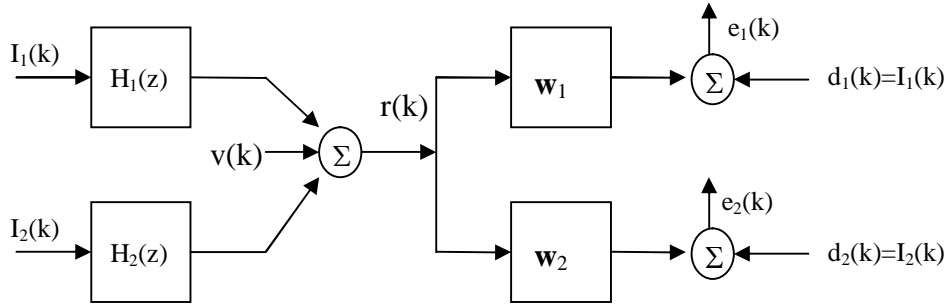 I₁(k)
H₁(z)
v(k)
Σ
r(k)
w₁
e₁(k)
Σ
d₁(k)=I₁(k)
I₂(k)
H₂(z)
w₂
e₂(k)
Σ
d₂(k)=I₂(k)